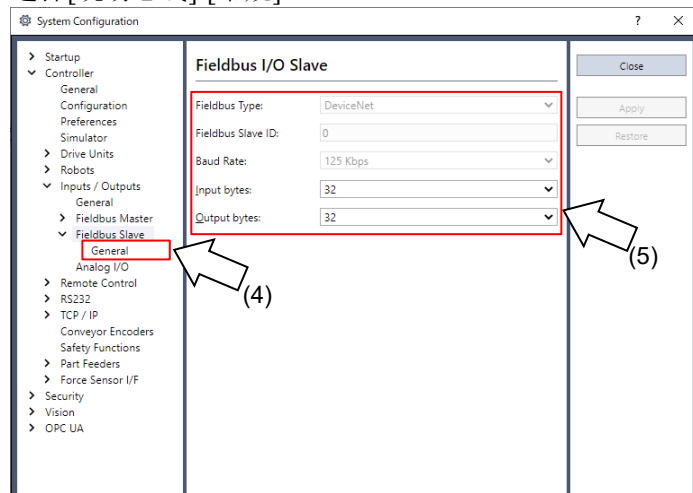 System Configuration
? ×
Startup
Controller
General
Configuration
Preferences
Simulator
Drive Units
Robots
Inputs / Outputs
General
Fieldbus Master
Fieldbus Slave
General
Analog I/O
Remote Control
RS232
TCP / IP
Conveyor Encoders
Safety Functions
Part Feeders
Force Sensor I/F
Security
Vision
OPC UA
(4)
Fieldbus I/O Slave
Fieldbus Type: DeviceNet
Fieldbus Slave ID: 0
Baud Rate: 125 Kbps
Input bytes: 32
Output bytes: 32
(5)
Close
Apply
Restore